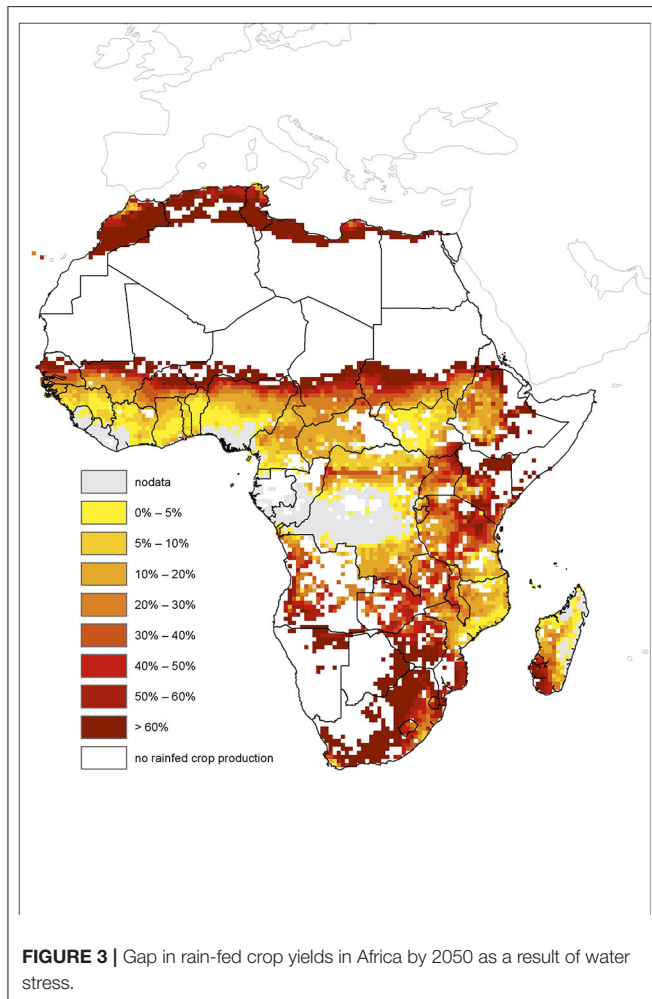 nodata
0% – 5%
5% – 10%
10% – 20%
20% – 30%
30% – 40%
40% – 50%
50% – 60%
> 60%
no rainfed crop production
FIGURE 3 | Gap in rain-fed crop yields in Africa by 2050 as a result of water
stress.